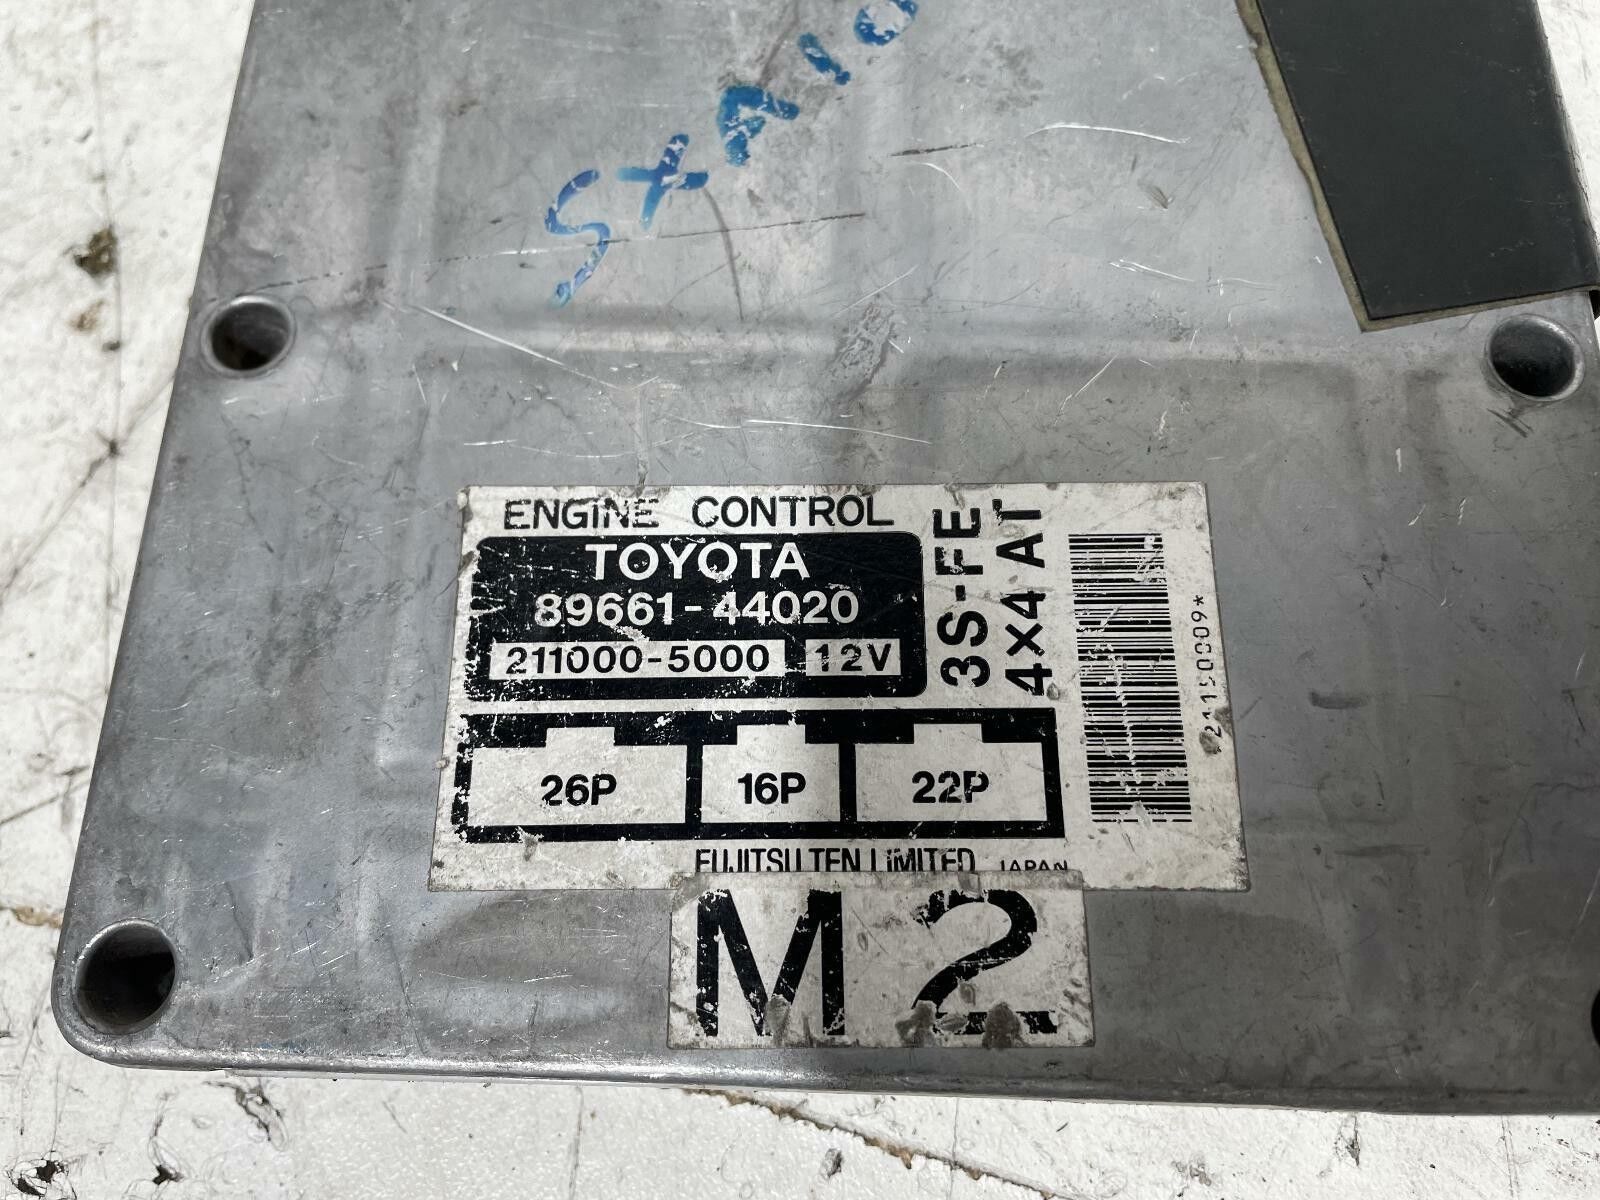 SXA10
ENGINE CONTROL
TOYOTA
89661-44020
211000-5000 12V
3S-FE
4X4 AT
26P 16P 22P
FUJITSU TEN LIMITED JAPAN
M2